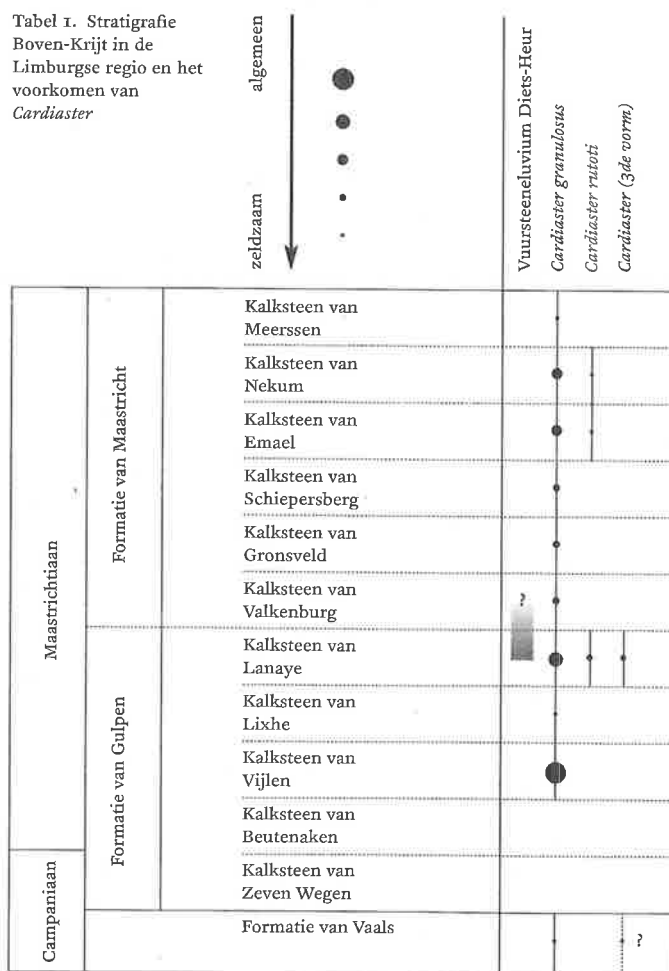 Tabel 1. Stratigrafie
Boven-Krijt in de
Limburgse regio en het
voorkomen van
Cardiaster
algemeen
zeldzaam
Vuursteeneluvium Diets-Heur
Cardiaster granulosus
Cardiaster rutoti
Cardiaster (3de vorm)
Maastrichtiaan
Campaniaan
Formatie van Maastricht
Formatie van Gulpen
Kalksteen van
Meerssen
Kalksteen van
Nekum
Kalksteen van
Emael
Kalksteen van
Schiepersberg
Kalksteen van
Gronsveld
Kalksteen van
Valkenburg
?
Kalksteen van
Lanaye
Kalksteen van
Lixhe
Kalksteen van
Vijlen
Kalksteen van
Beutenaken
Kalksteen van
Zeven Wegen
Formatie van Vaals
?